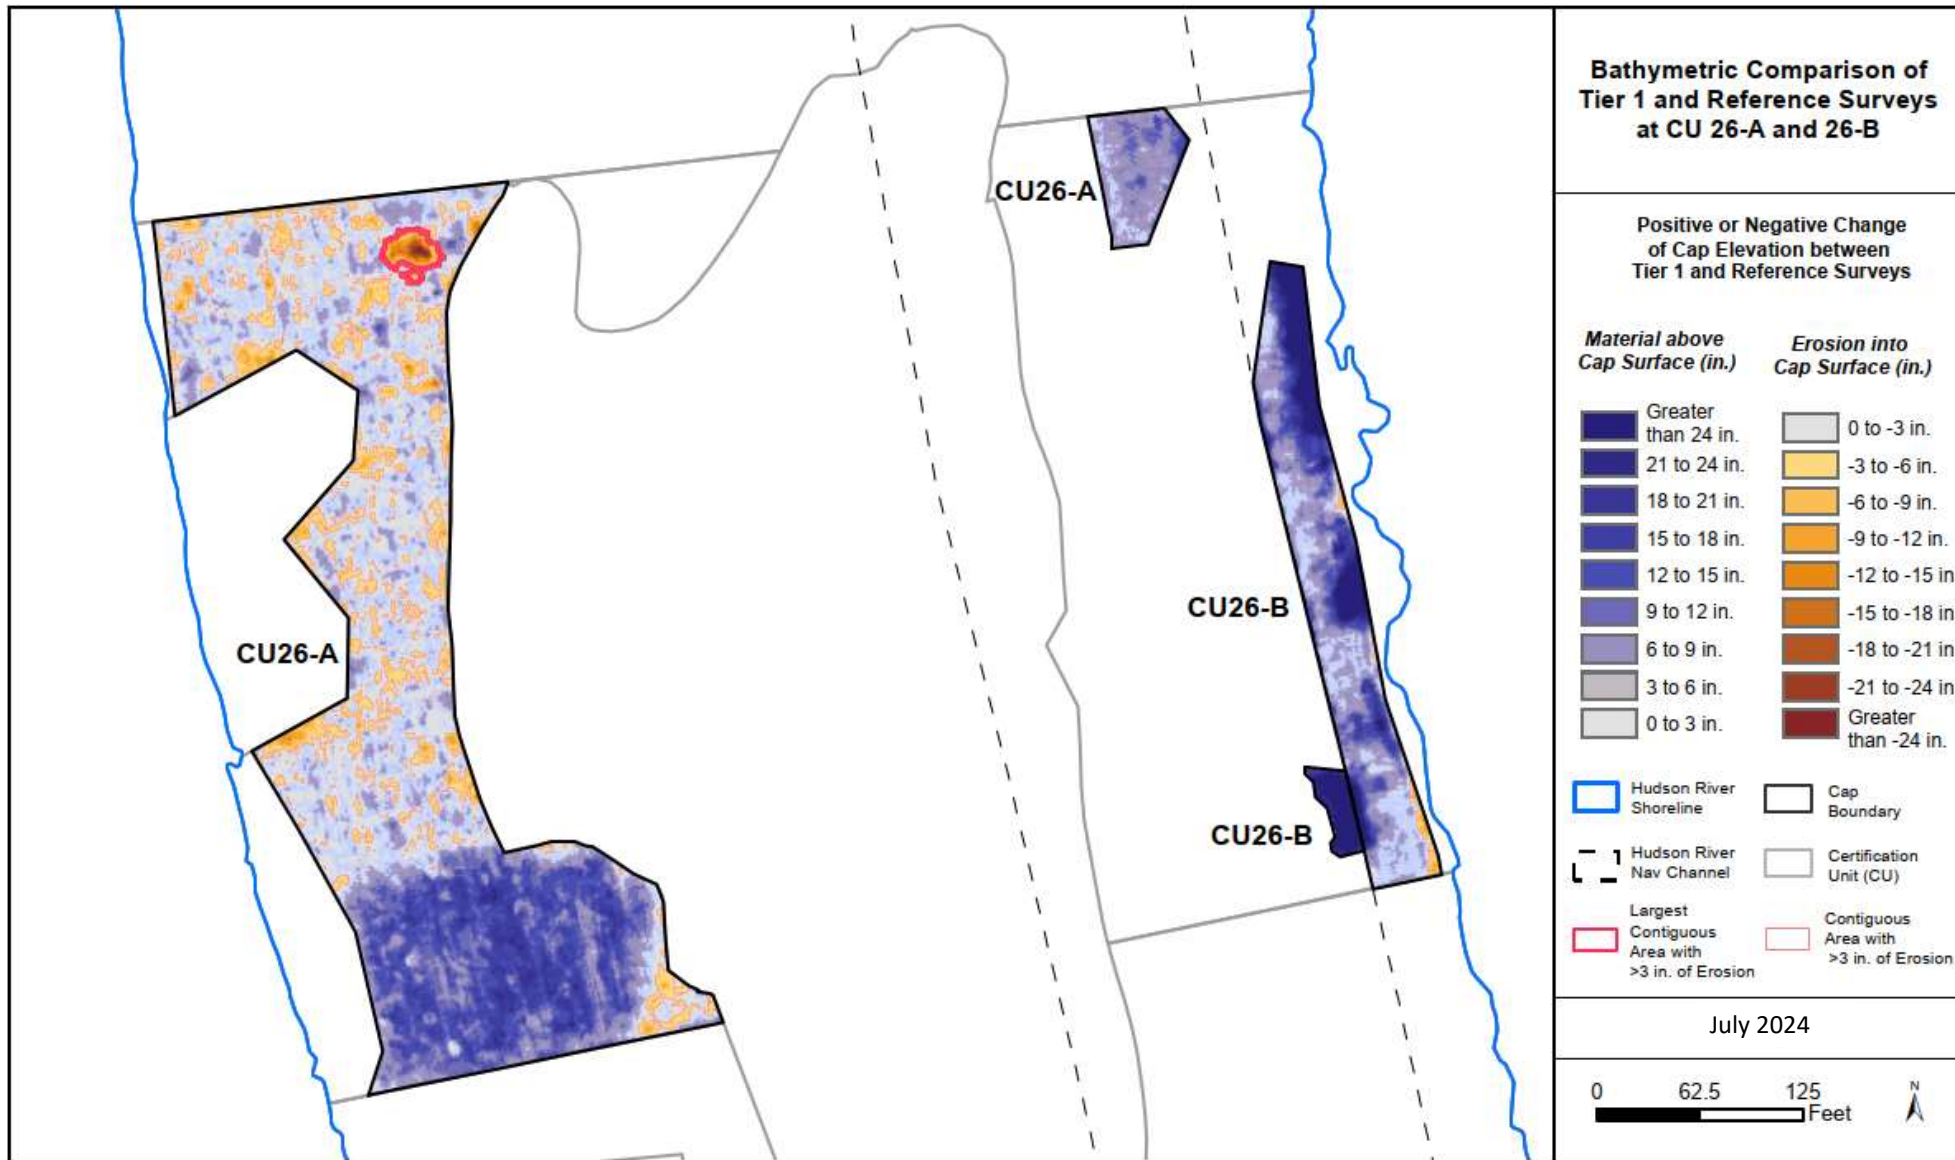 CU26-A
CU26-A
CU26-B
CU26-B
Bathymetric Comparison of
Tier 1 and Reference Surveys
at CU 26-A and 26-B
Positive or Negative Change
of Cap Elevation between
Tier 1 and Reference Surveys
Material above
Cap Surface (in.)
Greater
than 24 in.
21 to 24 in.
18 to 21 in.
15 to 18 in.
12 to 15 in.
9 to 12 in.
6 to 9 in.
3 to 6 in.
0 to 3 in.
Erosion into
Cap Surface (in.)
0 to -3 in.
-3 to -6 in.
-6 to -9 in.
-9 to -12 in.
-12 to -15 in
-15 to -18 in
-18 to -21 in
-21 to -24 in
Greater
than -24 in.
Hudson River
Shoreline
Cap
Boundary
Hudson River
Nav Channel
Certification
Unit (CU)
Largest
Contiguous
Area with
>3 in. of Erosion
Contiguous
Area with
>3 in. of Erosion
July 2024
0 62.5 125
Feet
N